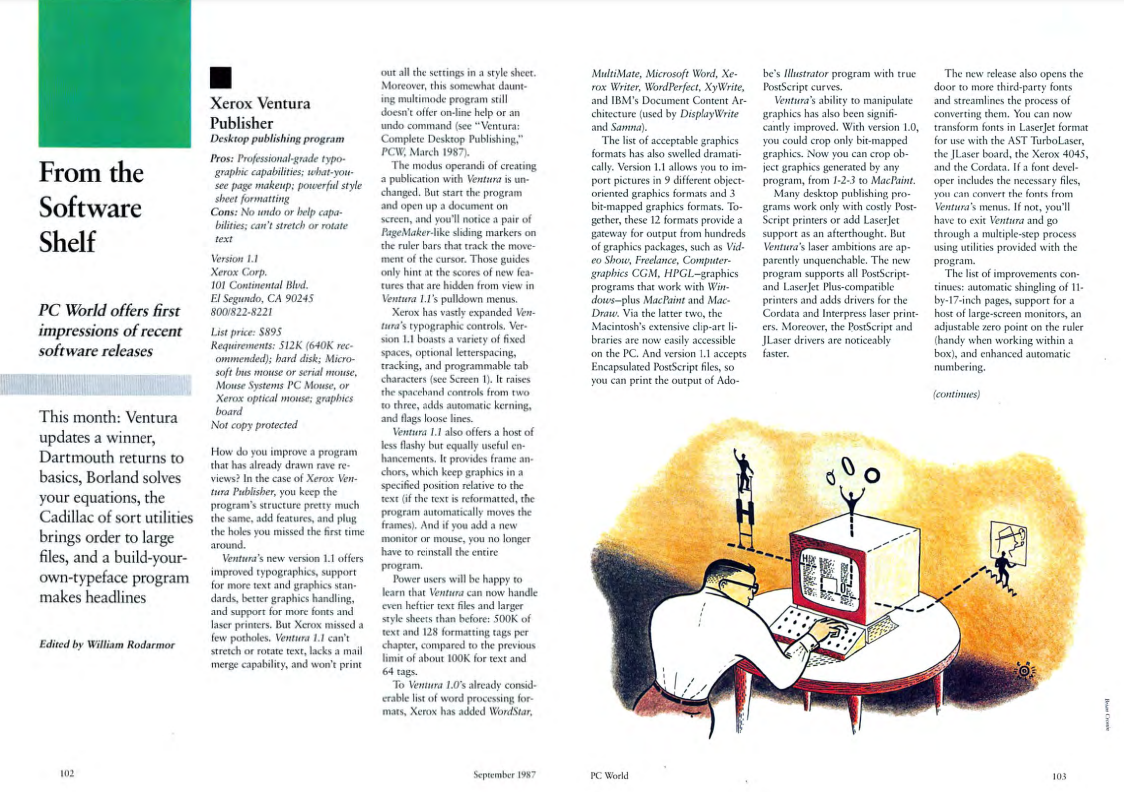 From the
Software
Shelf
PC World offers first
impressions of recent
software releases
This month: Ventura
updates a winner,
Dartmouth returns to
basics, Borland solves
your equations, the
Cadillac of sort utilities
brings order to large
files, and a build-your-
own-typeface program
makes headlines
Edited by William Rodarmor
Xerox Ventura
Publisher
Desktop publishing program
Pros: Professional-grade typo-
graphic capabilities; what-you-
see page makeup; powerful style
sheet formatting
Cons: No undo or help capa-
bilities; can't stretch or rotate
text
Version 1.1
Xerox Corp.
101 Continental Blvd.
El Segundo, CA 90245
800/822-8221
List price: $895
Requirements: 512K (640K rec-
ommended); hard disk; Micro-
soft bus mouse or serial mouse,
Mouse Systems PC Mouse, or
Xerox optical mouse; graphics
board
Not copy protected
How do you improve a program
that has already drawn rave re-
views? In the case of Xerox Ven-
tura Publisher, you keep the
program's structure pretty much
the same, add features, and plug
the holes you missed the first time
around.
Ventura's new version 1.1 offers
improved typographics, support
for more text and graphics stan-
dards, better graphics handling,
and support for more fonts and
laser printers. But Xerox missed a
few potholes. Ventura 1.1 can't
stretch or rotate text, lacks a mail
merge capability, and won't print
out all the settings in a style sheet.
Moreover, this somewhat daunt-
ing multimode program still
doesn't offer on-line help or an
undo command (see "Ventura:
Complete Desktop Publishing,"
PCW, March 1987).
The modus operandi of creating
a publication with Ventura is un-
changed. But start the program
and open up a document on
screen, and you'll notice a pair of
PageMaker-like sliding markers on
the ruler bars that track the move-
ment of the cursor. Those guides
only hint at the scores of new fea-
tures that are hidden from view in
Ventura 1.1's pulldown menus.
Xerox has vastly expanded Ven-
tura's typographic controls. Ver-
sion 1.1 boasts a variety of fixed
spaces, optional letterspacing,
tracking, and programmable tab
characters (see Screen 1). It raises
the spaceband controls from two
to three, adds automatic kerning,
and flags loose lines.
Ventura 1.1 also offers a host of
less flashy but equally useful en-
hancements. It provides frame an-
chors, which keep graphics in a
specified position relative to the
text (if the text is reformatted, the
program automatically moves the
frames). And if you add a new
monitor or mouse, you no longer
have to reinstall the entire
program.
Power users will be happy to
learn that Ventura can now handle
even heftier text files and larger
style sheets than before: 500K of
text and 128 formatting tags per
chapter, compared to the previous
limit of about 100K for text and
64 tags.
To Ventura 1.0's already consid-
erable list of word processing for-
mats, Xerox has added WordStar,
102
September 1987
MultiMate, Microsoft Word, Xe-
rox Writer, WordPerfect, XyWrite,
and IBM's Document Content Ar-
chitecture (used by DisplayWrite
and Samna).
The list of acceptable graphics
formats has also swelled dramati-
cally. Version 1.1 allows you to im-
port pictures in 9 different object-
oriented graphics formats and 3
bit-mapped graphics formats. To-
gether, these 12 formats provide a
gateway for output from hundreds
of graphics packages, such as Vid-
eo Show, Freelance, Computer-
graphics CGM, HPGL—graphics
programs that work with Win-
dows—plus MacPaint and Mac-
Draw. Via the latter two, the
Macintosh's extensive clip-art li-
braries are now easily accessible
on the PC. And version 1.1 accepts
Encapsulated PostScript files, so
you can print the output of Ado-
be's Illustrator program with true
PostScript curves.
Ventura's ability to manipulate
graphics has also been signifi-
cantly improved. With version 1.0,
you could crop only bit-mapped
graphics. Now you can crop ob-
ject graphics generated by any
program, from 1-2-3 to MacPaint.
Many desktop publishing pro-
grams work only with costly Post-
Script printers or add LaserJet
support as an afterthought. But
Ventura's laser ambitions are ap-
parently unquenchable. The new
program supports all PostScript-
and LaserJet Plus-compatible
printers and adds drivers for the
Cordata and Interpress laser print-
ers. Moreover, the PostScript and
JLaser drivers are noticeably
faster.
The new release also opens the
door to more third-party fonts
and streamlines the process of
converting them. You can now
transform fonts in LaserJet format
for use with the AST TurboLaser,
the JLaser board, the Xerox 4045,
and the Cordata. If a font devel-
oper includes the necessary files,
you can convert the fonts from
Ventura's menus. If not, you'll
have to exit Ventura and go
through a multiple-step process
using utilities provided with the
program.
The list of improvements con-
tinues: automatic shingling of 11-
by-17-inch pages, support for a
host of large-screen monitors, an
adjustable zero point on the ruler
(handy when working within a
box), and enhanced automatic
numbering.
(continues)
H
Brian Cronin
PC World
103